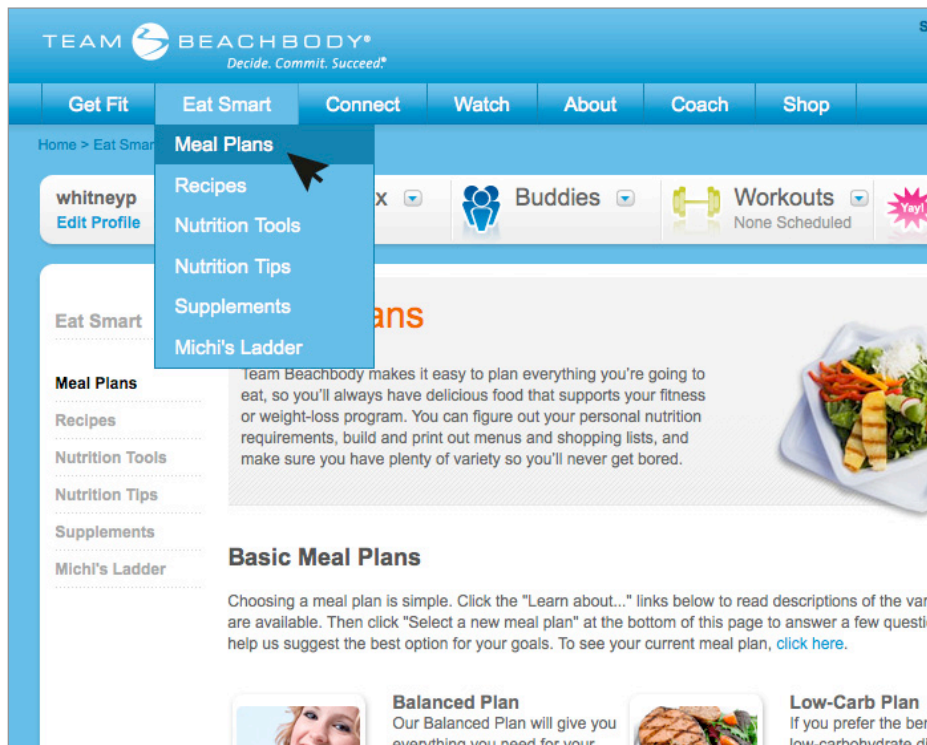 TEAM BEACHBODY®
Decide. Commit. Succeed.®
Get Fit Eat Smart Connect Watch About Coach Shop
Home > Eat Smar
Meal Plans
Recipes
Nutrition Tools
Nutrition Tips
Supplements
Michi's Ladder
whitneyp
Edit Profile
x
Buddies
Workouts
None Scheduled
Yay!
Eat Smart
Meal Plans
Recipes
Nutrition Tools
Nutrition Tips
Supplements
Michi's Ladder
ans
Team Beachbody makes it easy to plan everything you're going to
eat, so you'll always have delicious food that supports your fitness
or weight-loss program. You can figure out your personal nutrition
requirements, build and print out menus and shopping lists, and
make sure you have plenty of variety so you'll never get bored.
Basic Meal Plans
Choosing a meal plan is simple. Click the "Learn about..." links below to read descriptions of the var
are available. Then click "Select a new meal plan" at the bottom of this page to answer a few questi
help us suggest the best option for your goals. To see your current meal plan, click here.
Balanced Plan
Our Balanced Plan will give you
everything you need for your
Low-Carb Plan
If you prefer the ber
low-carbohydrate di